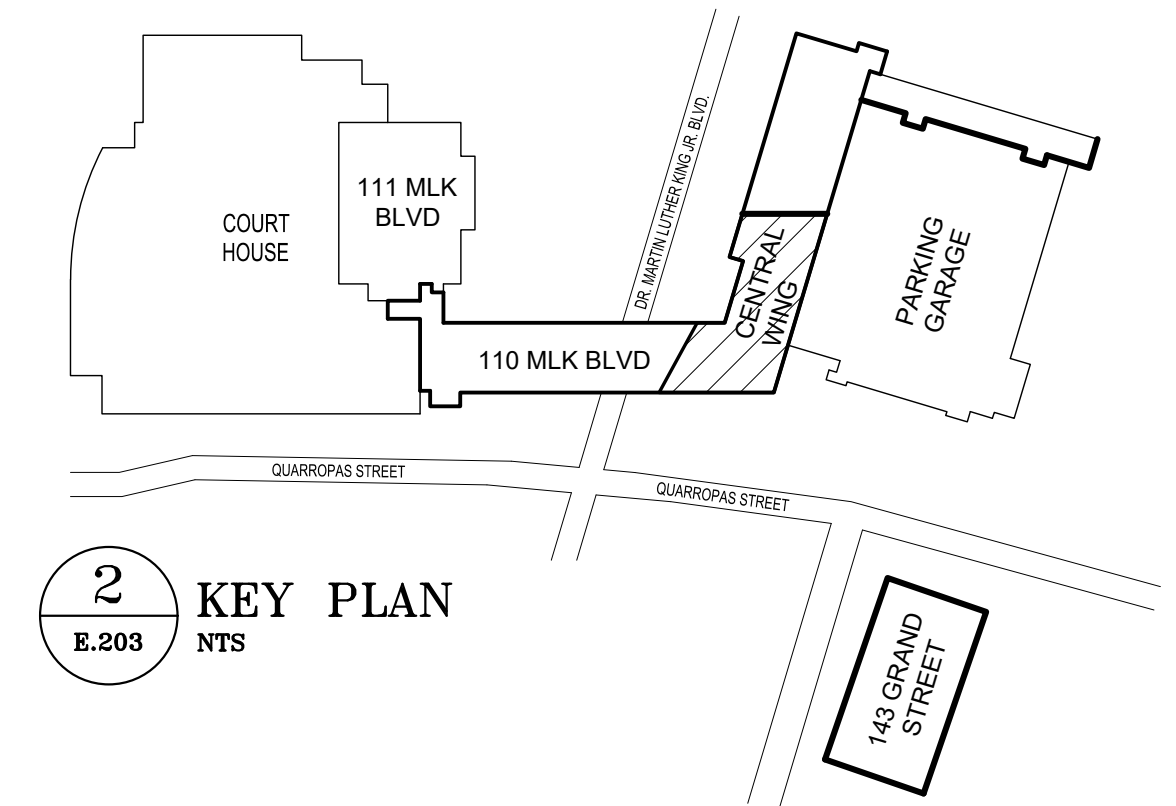 111 MLK
BLVD
COURT
HOUSE
DR. MARTIN LUTHER KING JR. BLVD.
CENTRAL
WING
PARKING
GARAGE
110 MLK BLVD
QUARROPAS STREET
QUARROPAS STREET
2
E.203
KEY PLAN
NTS
143 GRAND
STREET